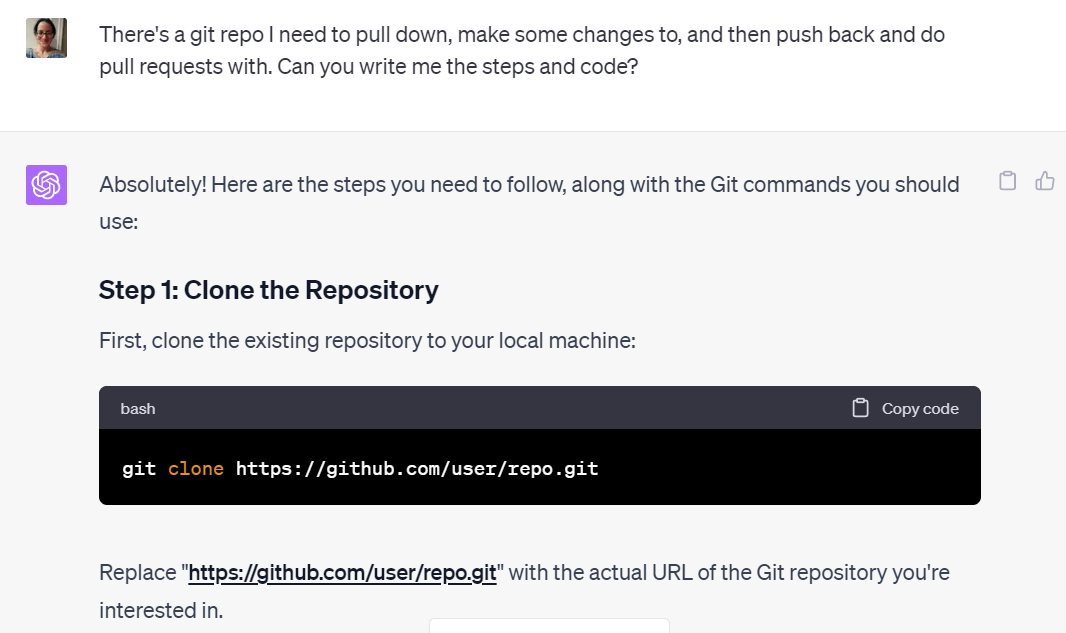 There's a git repo I need to pull down, make some changes to, and then push back and do
pull requests with. Can you write me the steps and code?
Absolutely! Here are the steps you need to follow, along with the Git commands you should
use:
Step 1: Clone the Repository
First, clone the existing repository to your local machine:
bash Copy code
git clone https://github.com/user/repo.git
Replace "https://github.com/user/repo.git" with the actual URL of the Git repository you're
interested in.